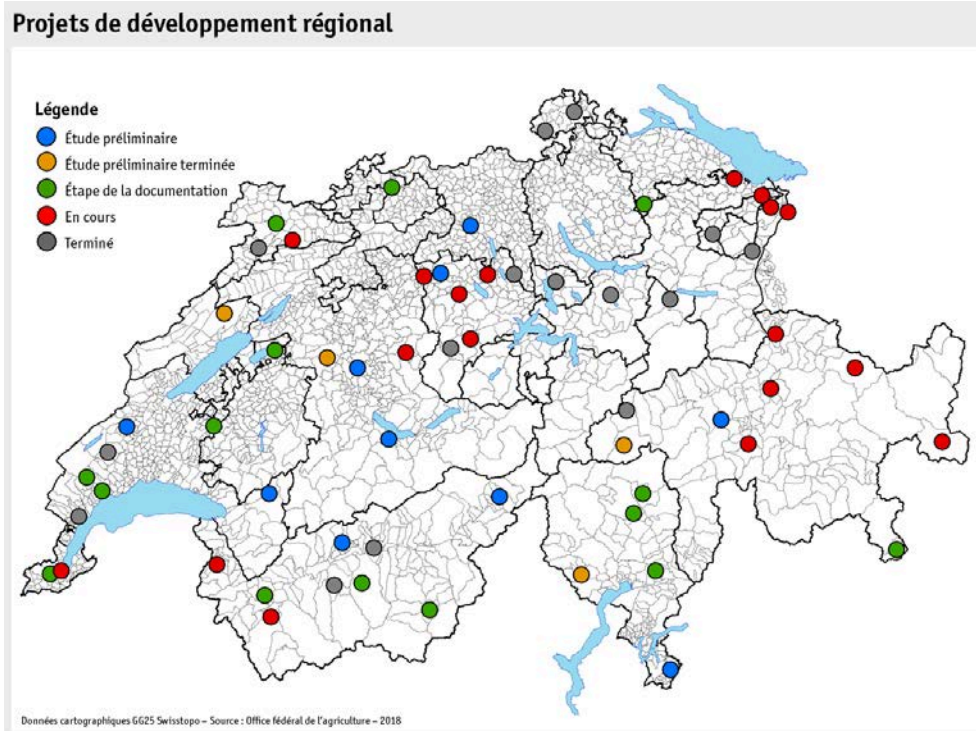 Projets de développement régional
Légende
Étude préliminaire
Étude préliminaire terminée
Étape de la documentation
En cours
Terminé
Données cartographiques GG25 Swisstopo – Source : Office fédéral de l'agriculture – 2018